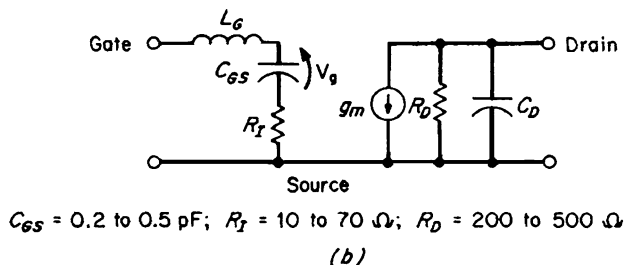 L_G
Gate
Drain
C_GS
V_g
R_I
g_m
R_D
C_D
Source
C_GS = 0.2 to 0.5 pF; R_I = 10 to 70 Ω; R_D = 200 to 500 Ω
(b)